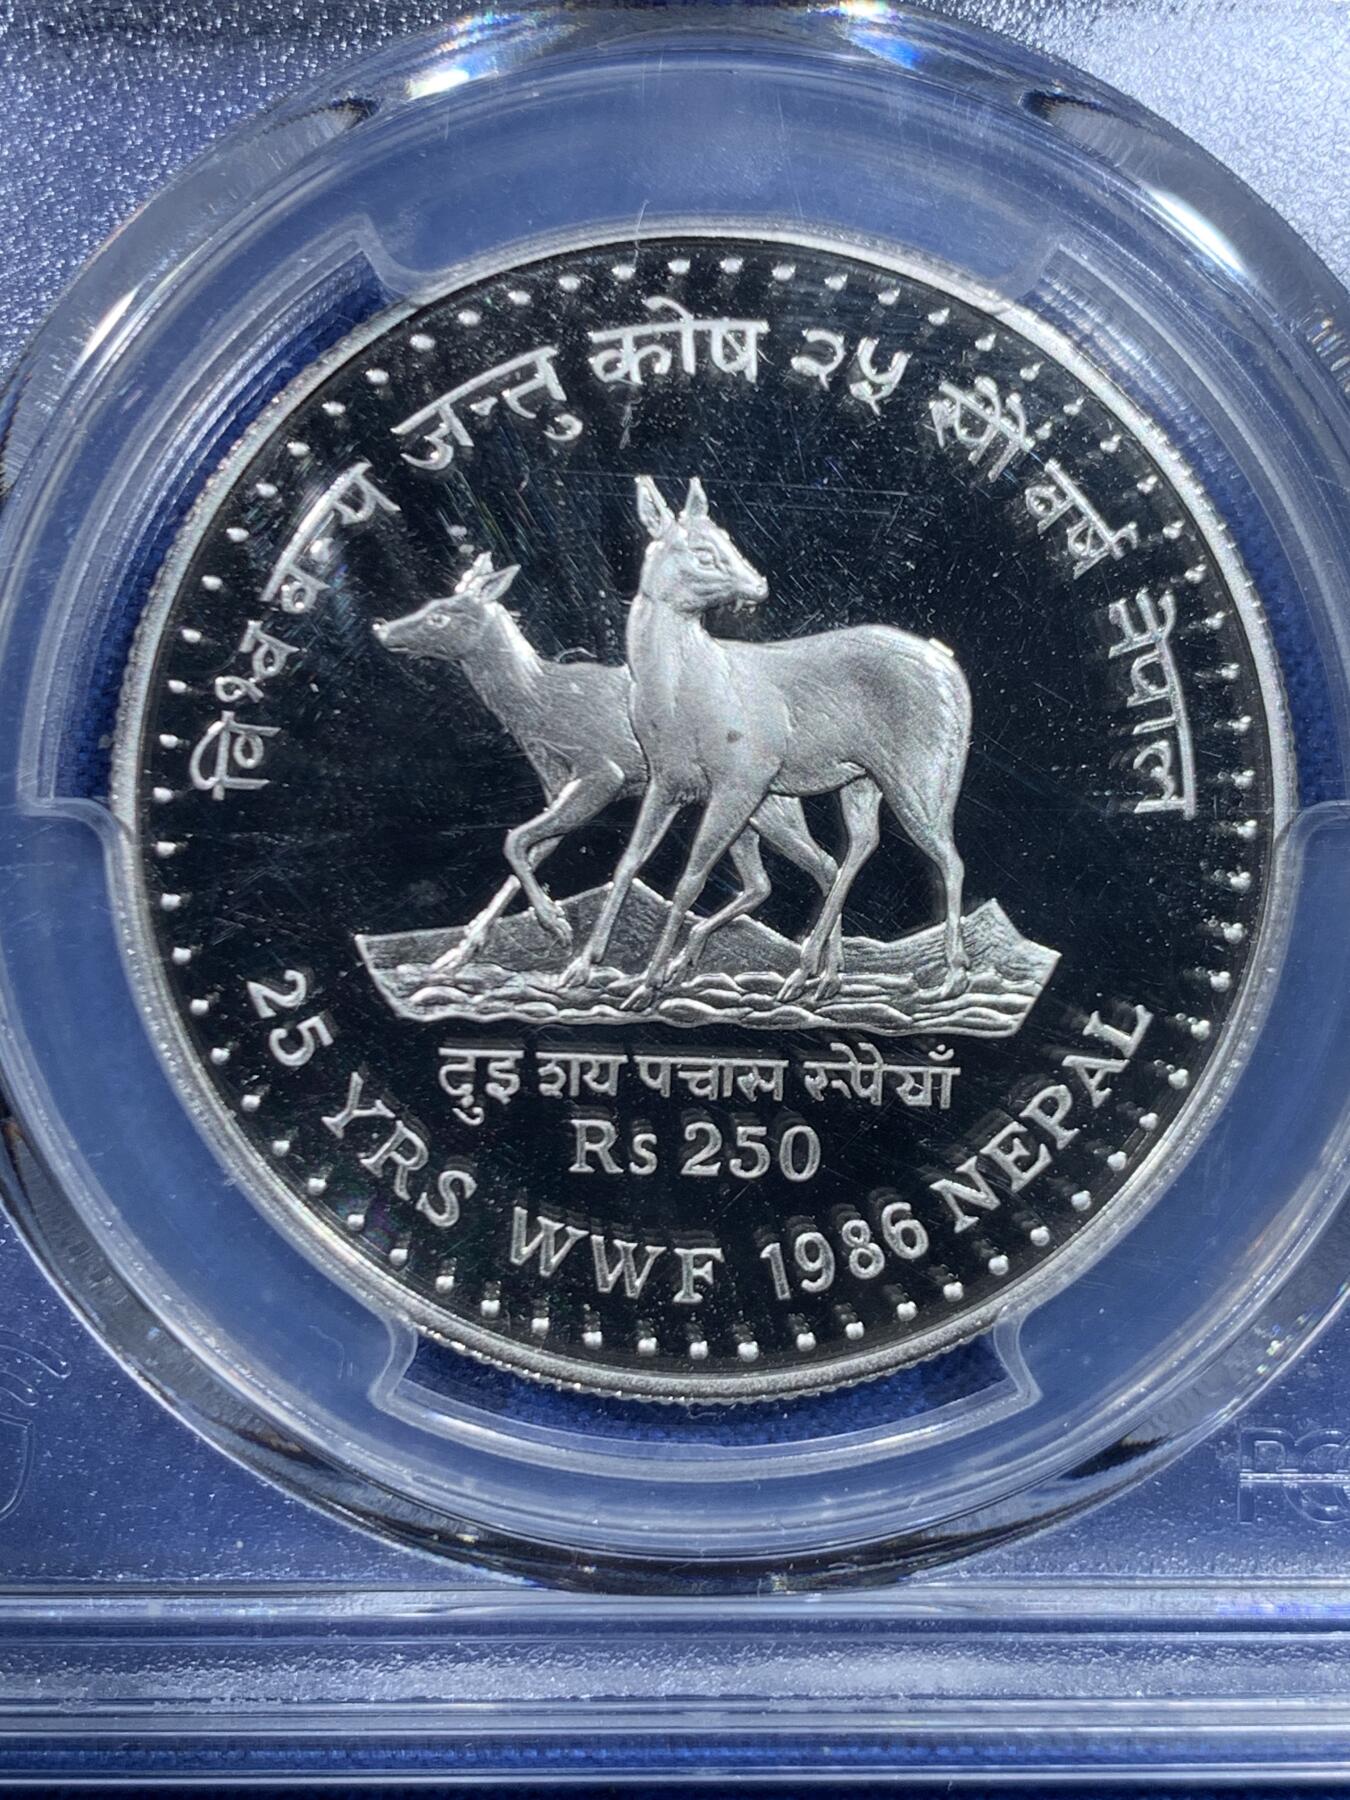 विश्व वन्य जन्तु कोष २५ औं वर्ष नेपाल
दुइ शय पचास रूपैयाँ
Rs 250
25 YRS WWF 1986 NEPAL